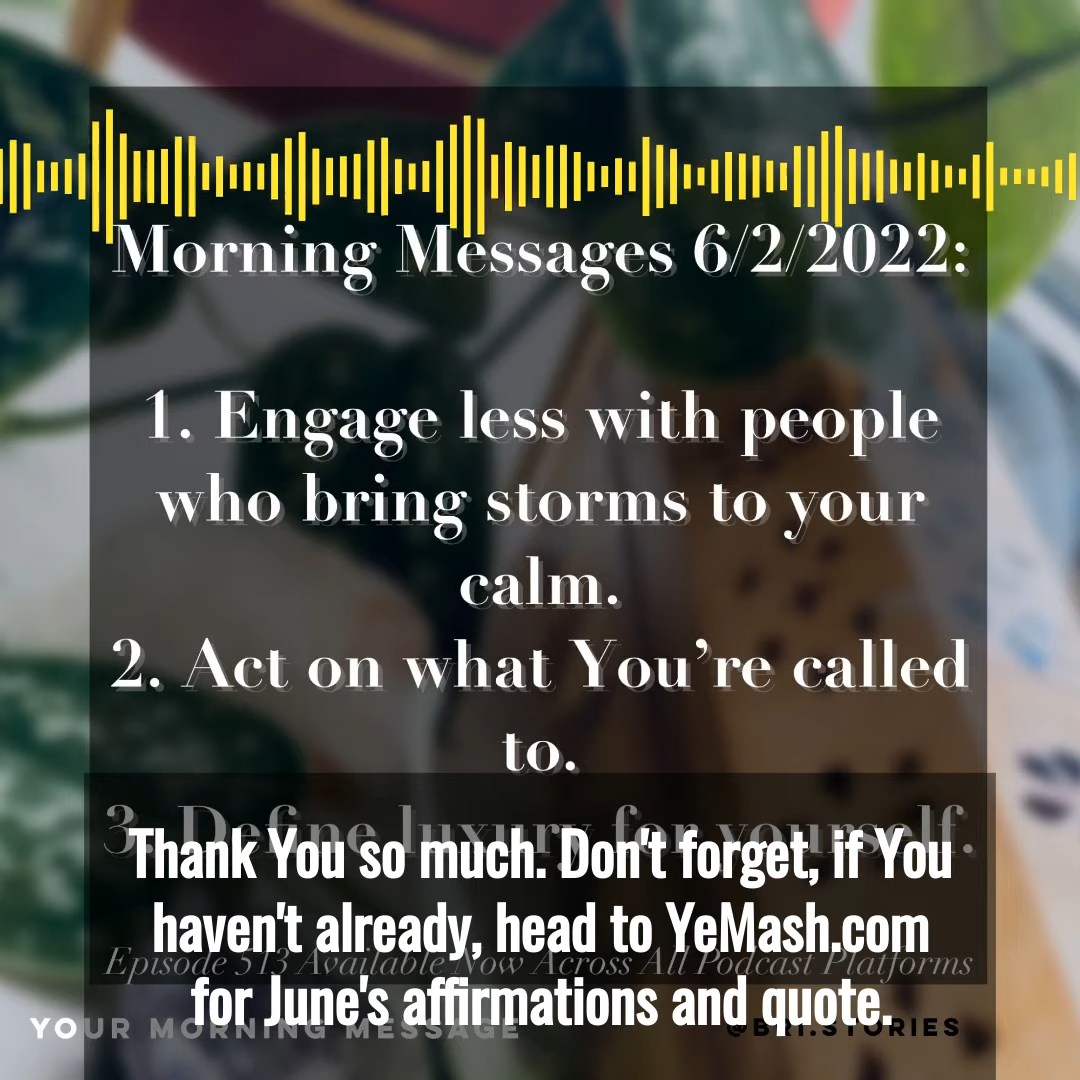 Morning Messages 6/2/2022:
1. Engage less with people
who bring storms to your
calm.
2. Act on what You’re called
to.
3. Define luxury for yourself.
Thank You so much. Don't forget, if You
haven't already, head to YeMash.com
Episode 513 Available Now Across All Podcast Platforms
for June's affirmations and quote.
YOUR MORNING MESSAGE
@BRI.STORIES